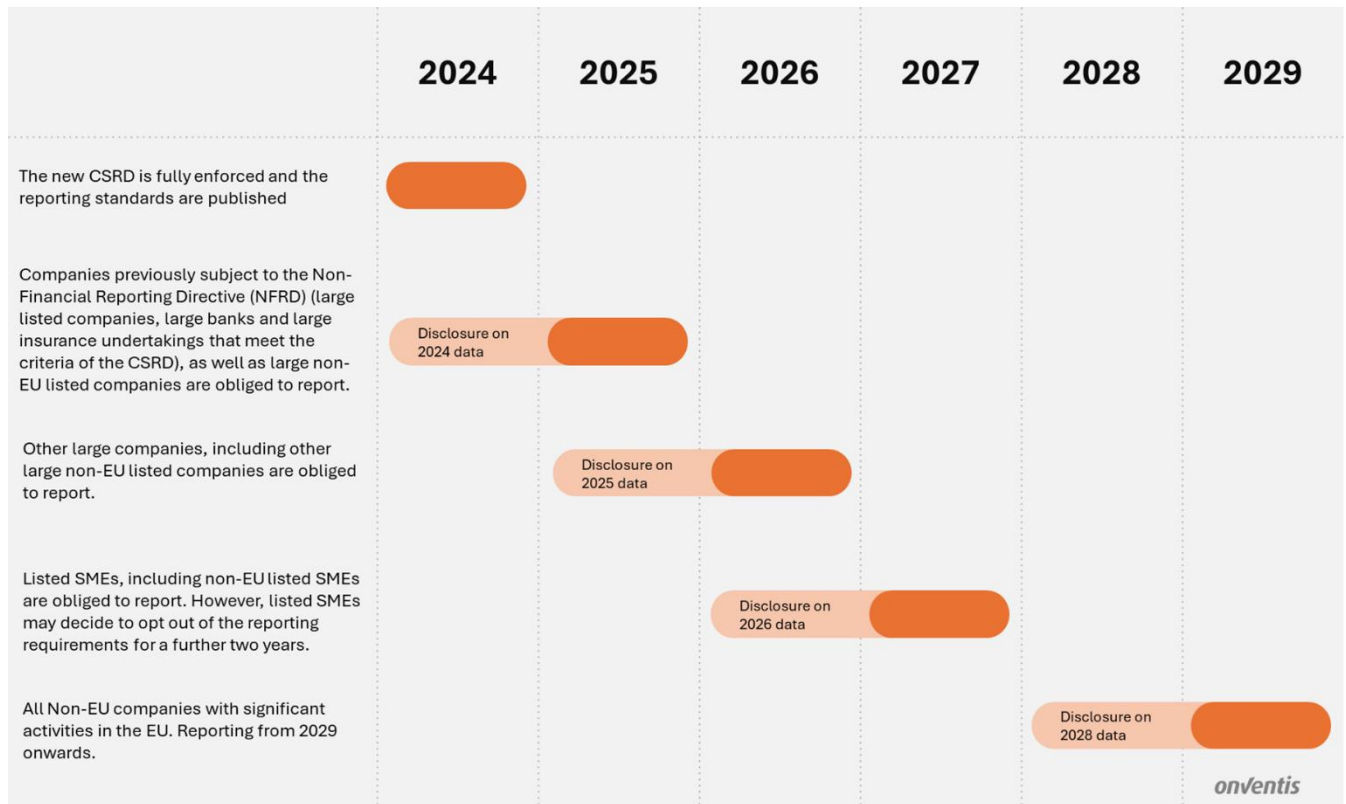 2024 2025 2026 2027 2028 2029
The new CSRD is fully enforced and the
reporting standards are published
Companies previously subject to the Non-
Financial Reporting Directive (NFRD) (large
listed companies, large banks and large
insurance undertakings that meet the
criteria of the CSRD), as well as large non-
EU listed companies are obliged to report.
Disclosure on
2024 data
Other large companies, including other
large non-EU listed companies are obliged
to report.
Disclosure on
2025 data
Listed SMEs, including non-EU listed SMEs
are obliged to report. However, listed SMEs
may decide to opt out of the reporting
requirements for a further two years.
Disclosure on
2026 data
All Non-EU companies with significant
activities in the EU. Reporting from 2029
onwards.
Disclosure on
2028 data
onventis